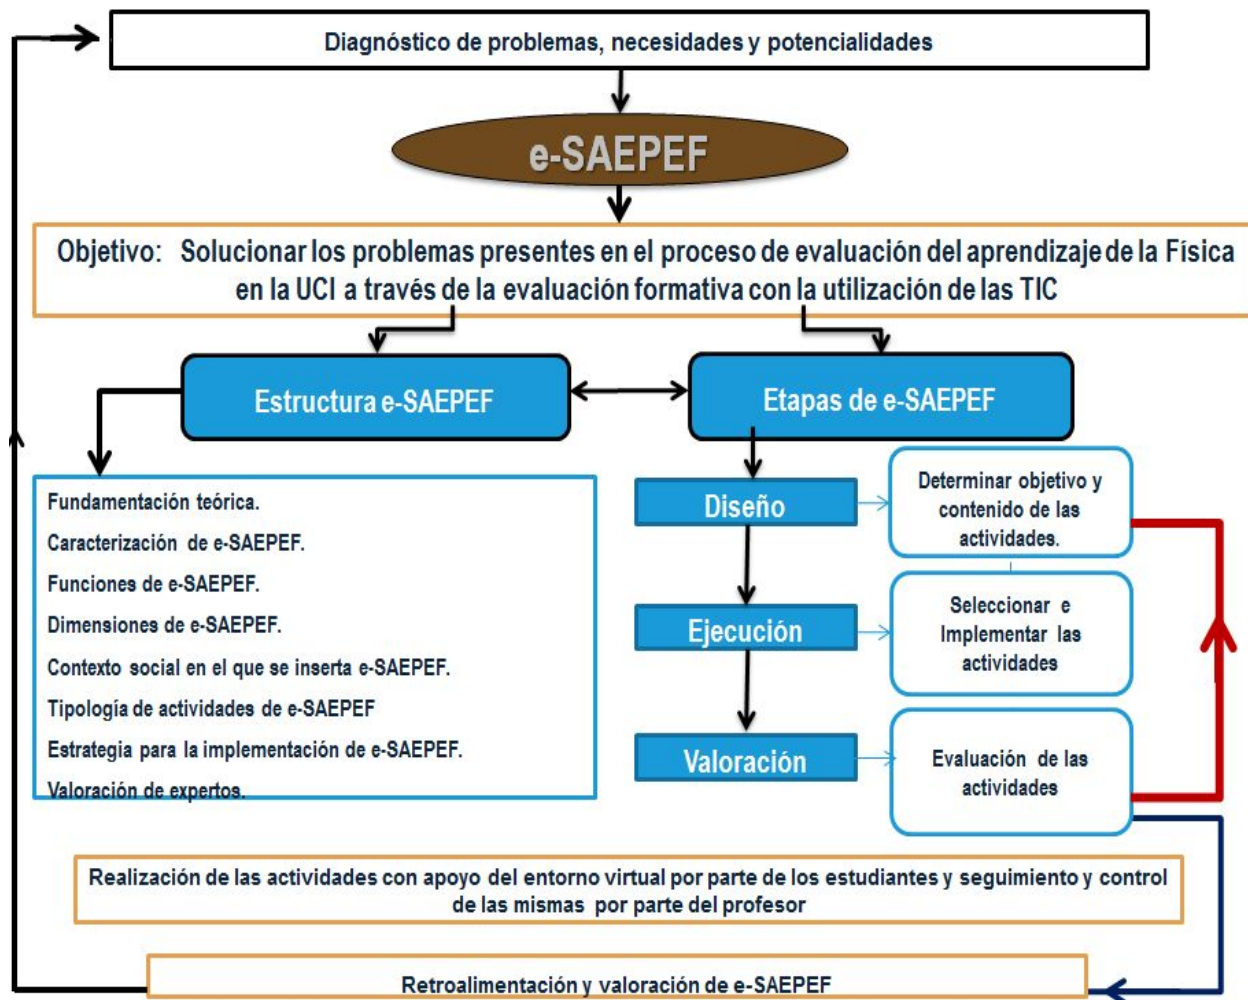 Diagnóstico de problemas, necesidades y potencialidades
e-SAEPEF
Objetivo: Solucionar los problemas presentes en el proceso de evaluación del aprendizaje de la Física
en la UCI a través de la evaluación formativa con la utilización de las TIC
Estructura e-SAEPEF
Etapas de e-SAEPEF
Fundamentación teórica.
Caracterización de e-SAEPEF.
Funciones de e-SAEPEF.
Dimensiones de e-SAEPEF.
Contexto social en el que se inserta e-SAEPEF.
Tipología de actividades de e-SAEPEF
Estrategia para la implementación de e-SAEPEF.
Valoración de expertos.
Diseño
Determinar objetivo y
contenido de las
actividades.
Ejecución
Seleccionar e
Implementar las
actividades
Valoración
Evaluación de las
actividades
Realización de las actividades con apoyo del entorno virtual por parte de los estudiantes y seguimiento y control
de las mismas por parte del profesor
Retroalimentación y valoración de e-SAEPEF